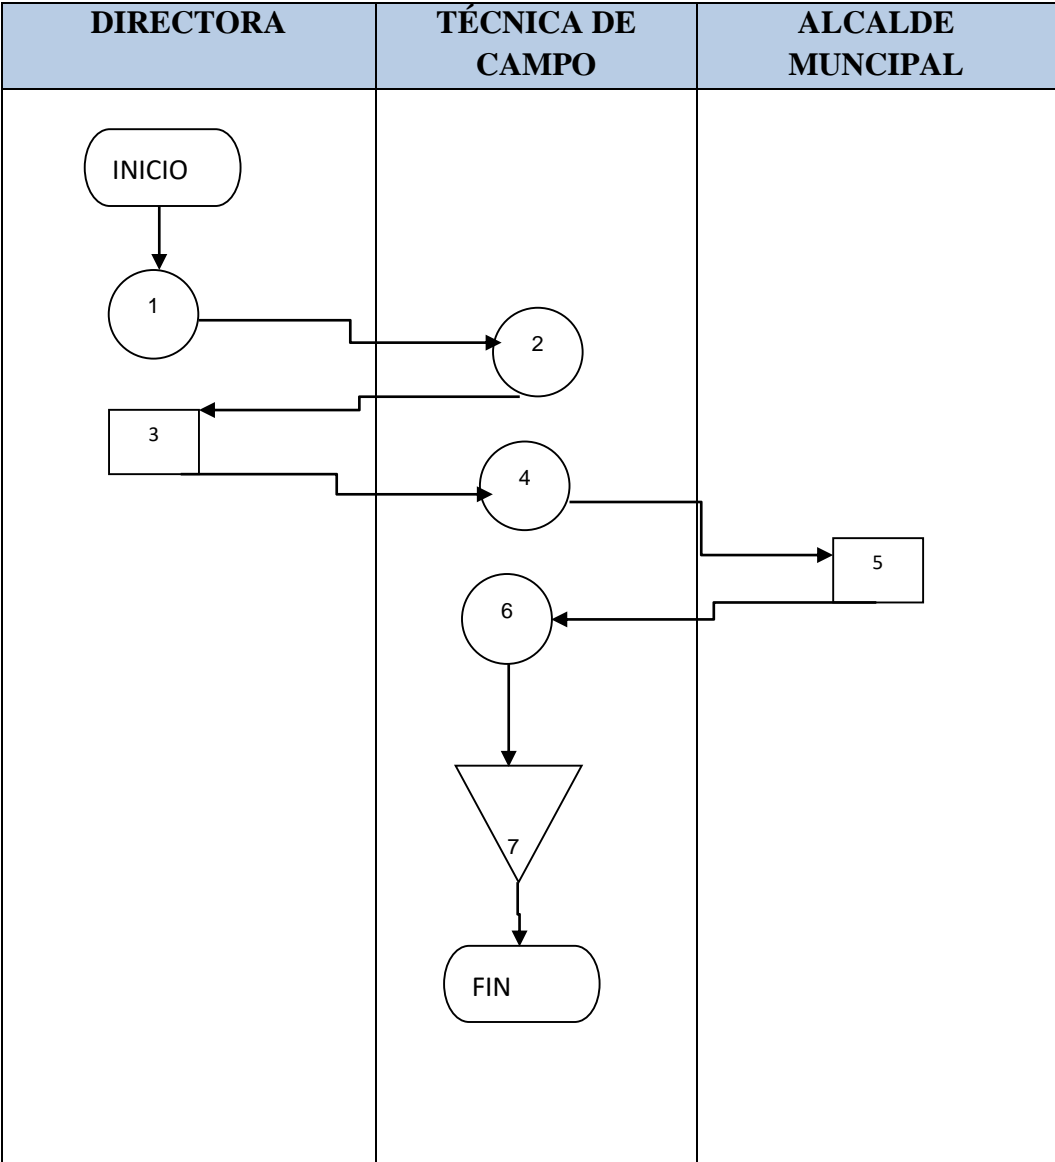 DIRECTORA
TÉCNICA DE
CAMPO
ALCALDE
MUNCIPAL
INICIO
1
2
3
4
5
6
7
FIN